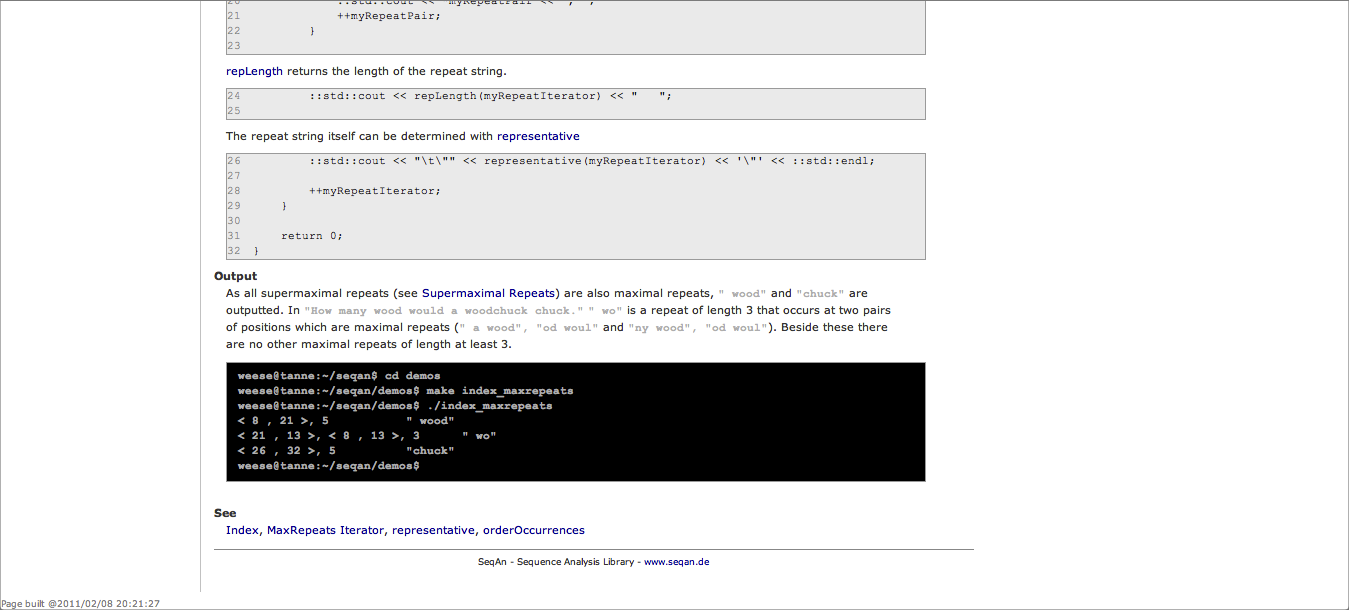 20 ::std::cout << *myRepeatPair << ", ";
21 ++myRepeatPair;
22 }
23
repLength returns the length of the repeat string.
24 ::std::cout << repLength(myRepeatIterator) << "   ";
25
The repeat string itself can be determined with representative
26 ::std::cout << "\t\"" << representative(myRepeatIterator) << '\"' << ::std::endl;
27
28 ++myRepeatIterator;
29 }
30
31 return 0;
32 }
Output
As all supermaximal repeats (see Supermaximal Repeats) are also maximal repeats, " wood" and "chuck" are
outputted. In "How many wood would a woodchuck chuck." " wo" is a repeat of length 3 that occurs at two pairs
of positions which are maximal repeats (" a wood", "od woul" and "ny wood", "od woul"). Beside these there
are no other maximal repeats of length at least 3.
weese@tanne:~/seqan$ cd demos
weese@tanne:~/seqan/demos$ make index_maxrepeats
weese@tanne:~/seqan/demos$ ./index_maxrepeats
< 8 , 21 >, 5 " wood"
< 21 , 13 >, < 8 , 13 >, 3 " wo"
< 26 , 32 >, 5 "chuck"
weese@tanne:~/seqan/demos$
See
Index, MaxRepeats Iterator, representative, orderOccurrences
SeqAn - Sequence Analysis Library - www.seqan.de
Page built @2011/02/08 20:21:27